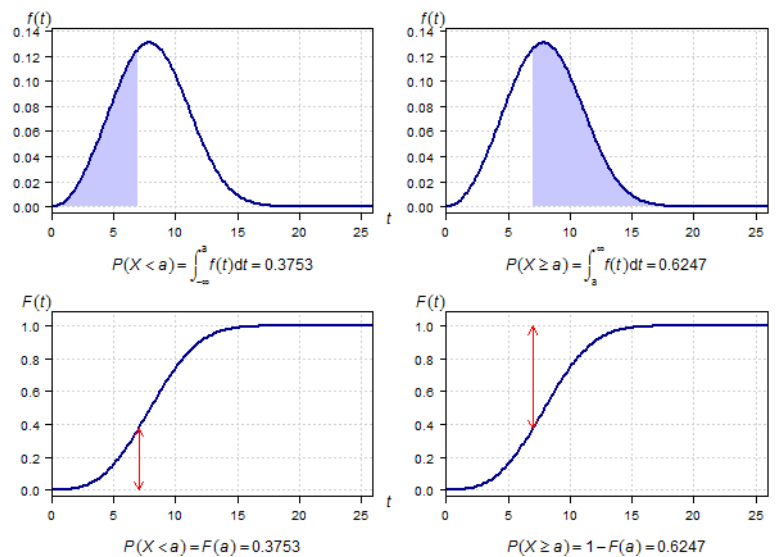 f(t)
0.14
0.12
0.10
0.08
0.06
0.04
0.02
0.00
0 5 10 15 20 25 t
P(X < a) = ∫_{-∞}^{a} f(t)dt = 0.3753
f(t)
0.14
0.12
0.10
0.08
0.06
0.04
0.02
0.00
0 5 10 15 20 25
P(X ≥ a) = ∫_{a}^{∞} f(t)dt = 0.6247
F(t)
1.0
0.8
0.6
0.4
0.2
0.0
0 5 10 15 20 25 t
P(X < a) = F(a) = 0.3753
F(t)
1.0
0.8
0.6
0.4
0.2
0.0
0 5 10 15 20 25
P(X ≥ a) = 1 − F(a) = 0.6247